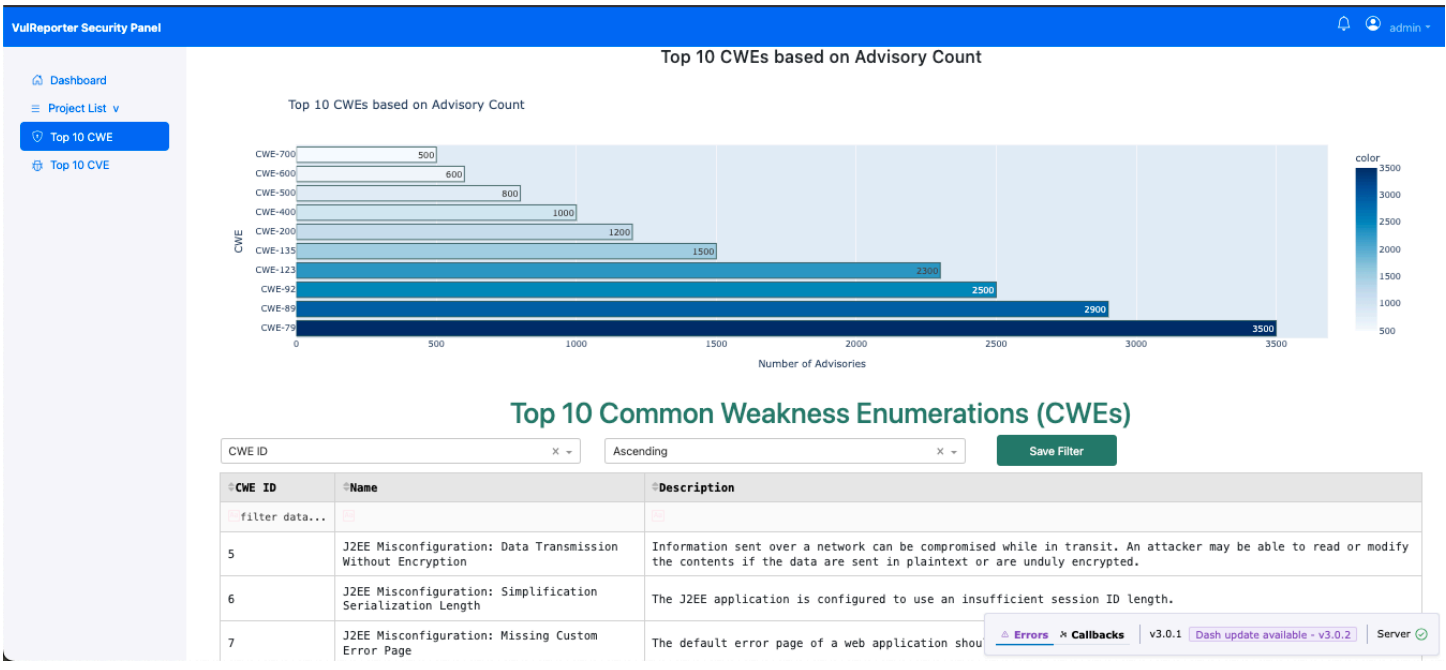 VulReporter Security Panel
admin
Dashboard
Project List v
Top 10 CWE
Top 10 CVE
Top 10 CWEs based on Advisory Count
Top 10 CWEs based on Advisory Count
CWE
CWE-700 500
CWE-600 600
CWE-500 800
CWE-400 1000
CWE-200 1200
CWE-135 1500
CWE-123 2300
CWE-92 2500
CWE-89 2900
CWE-79 3500
0 500 1000 1500 2000 2500 3000 3500
Number of Advisories
color
3500
3000
2500
2000
1500
1000
500
Top 10 Common Weakness Enumerations (CWEs)
CWE ID × Ascending × Save Filter
CWE ID Name Description
filter data...
5
J2EE Misconfiguration: Data Transmission
Without Encryption
Information sent over a network can be compromised while in transit. An attacker may be able to read or modify
the contents if the data are sent in plaintext or are unduly encrypted.
6
J2EE Misconfiguration: Simplification
Serialization Length
The J2EE application is configured to use an insufficient session ID length.
7
J2EE Misconfiguration: Missing Custom
Error Page
The default error page of a web application shou
Errors Callbacks v3.0.1 Dash update available - v3.0.2 Server